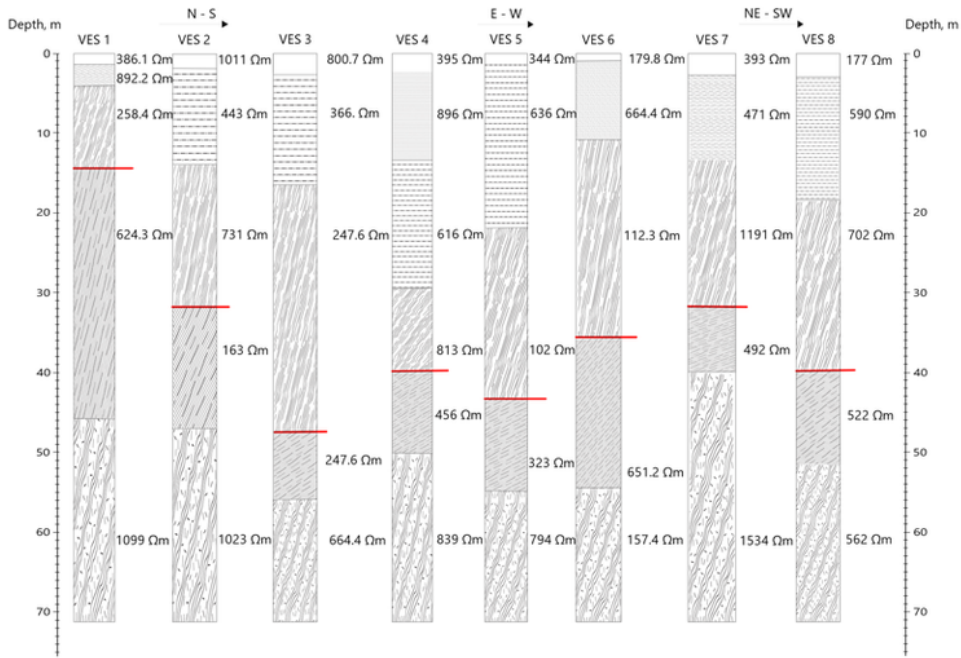 N - S E - W NE - SW
Depth, m Depth, m
VES 1 VES 2 VES 3 VES 4 VES 5 VES 6 VES 7 VES 8
0 386.1 Ωm 1011 Ωm 800.7 Ωm 395 Ωm 344 Ωm 179.8 Ωm 393 Ωm 177 Ωm 0
892.2 Ωm
258.4 Ωm 443 Ωm 366. Ωm 896 Ωm 636 Ωm 664.4 Ωm 471 Ωm 590 Ωm
10 10
20 20
624.3 Ωm 731 Ωm 247.6 Ωm 616 Ωm 112.3 Ωm 1191 Ωm 702 Ωm
30 30
163 Ωm 813 Ωm 102 Ωm 492 Ωm
40 40
456 Ωm 522 Ωm
50 50
247.6 Ωm 323 Ωm 651.2 Ωm
60 60
1099 Ωm 1023 Ωm 664.4 Ωm 839 Ωm 794 Ωm 157.4 Ωm 1534 Ωm 562 Ωm
70 70